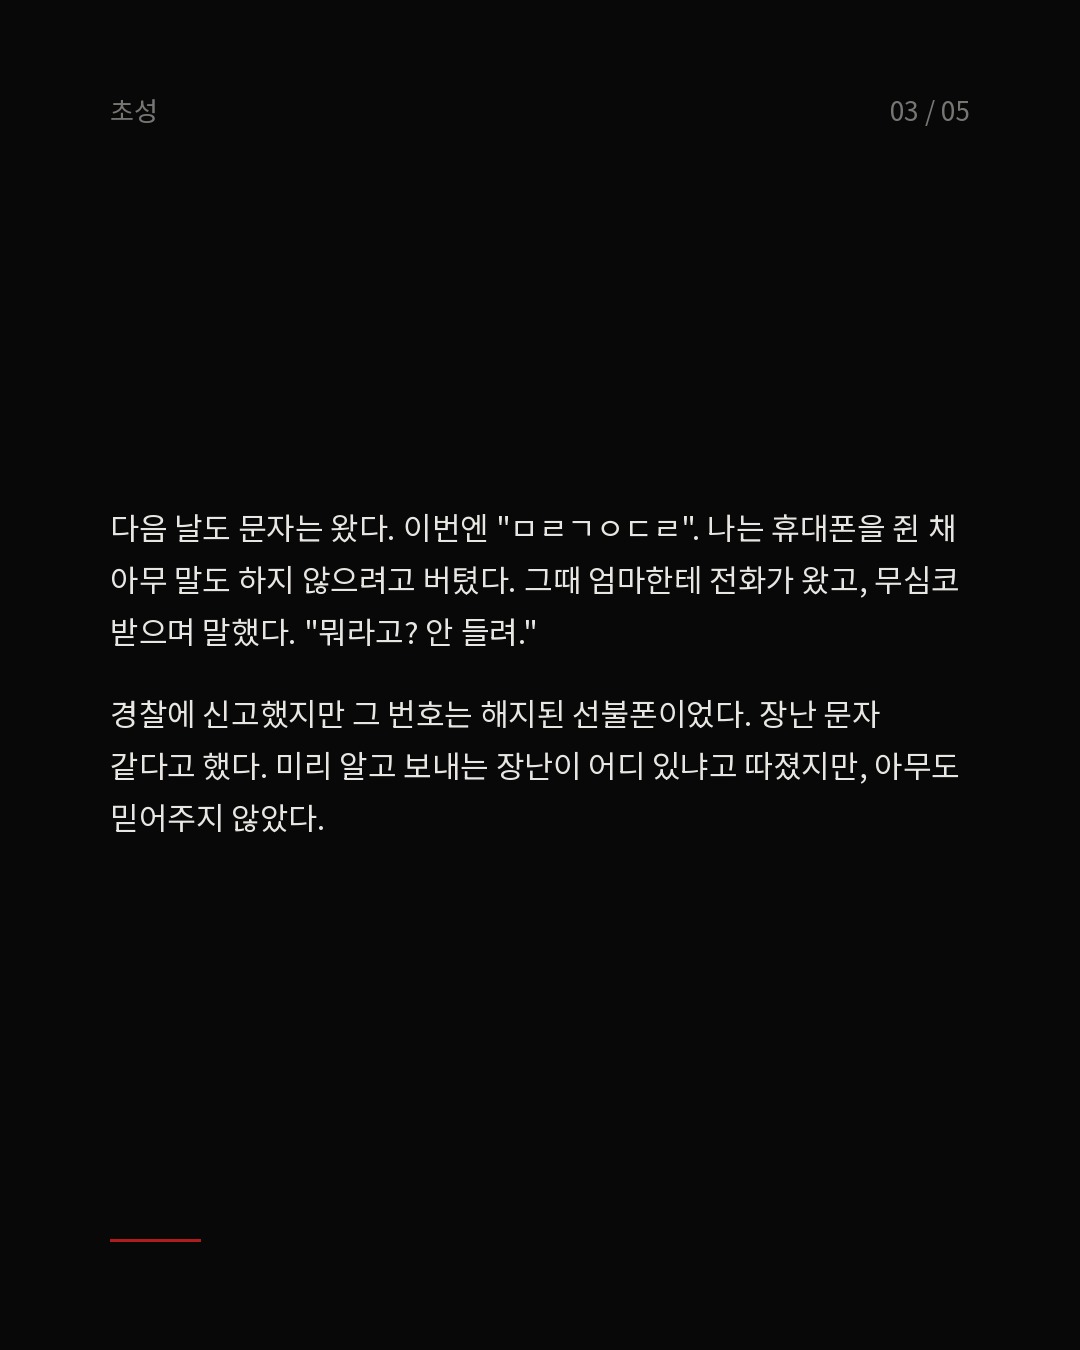 초성
03 / 05
다음 날도 문자는 왔다. 이번엔 "ㅁㄹㄱㅇㄷㄹ". 나는 휴대폰을 쥔 채
아무 말도 하지 않으려고 버텼다. 그때 엄마한테 전화가 왔고, 무심코
받으며 말했다. "뭐라고? 안 들려."
경찰에 신고했지만 그 번호는 해지된 선불폰이었다. 장난 문자
같다고 했다. 미리 알고 보내는 장난이 어디 있냐고 따졌지만, 아무도
믿어주지 않았다.